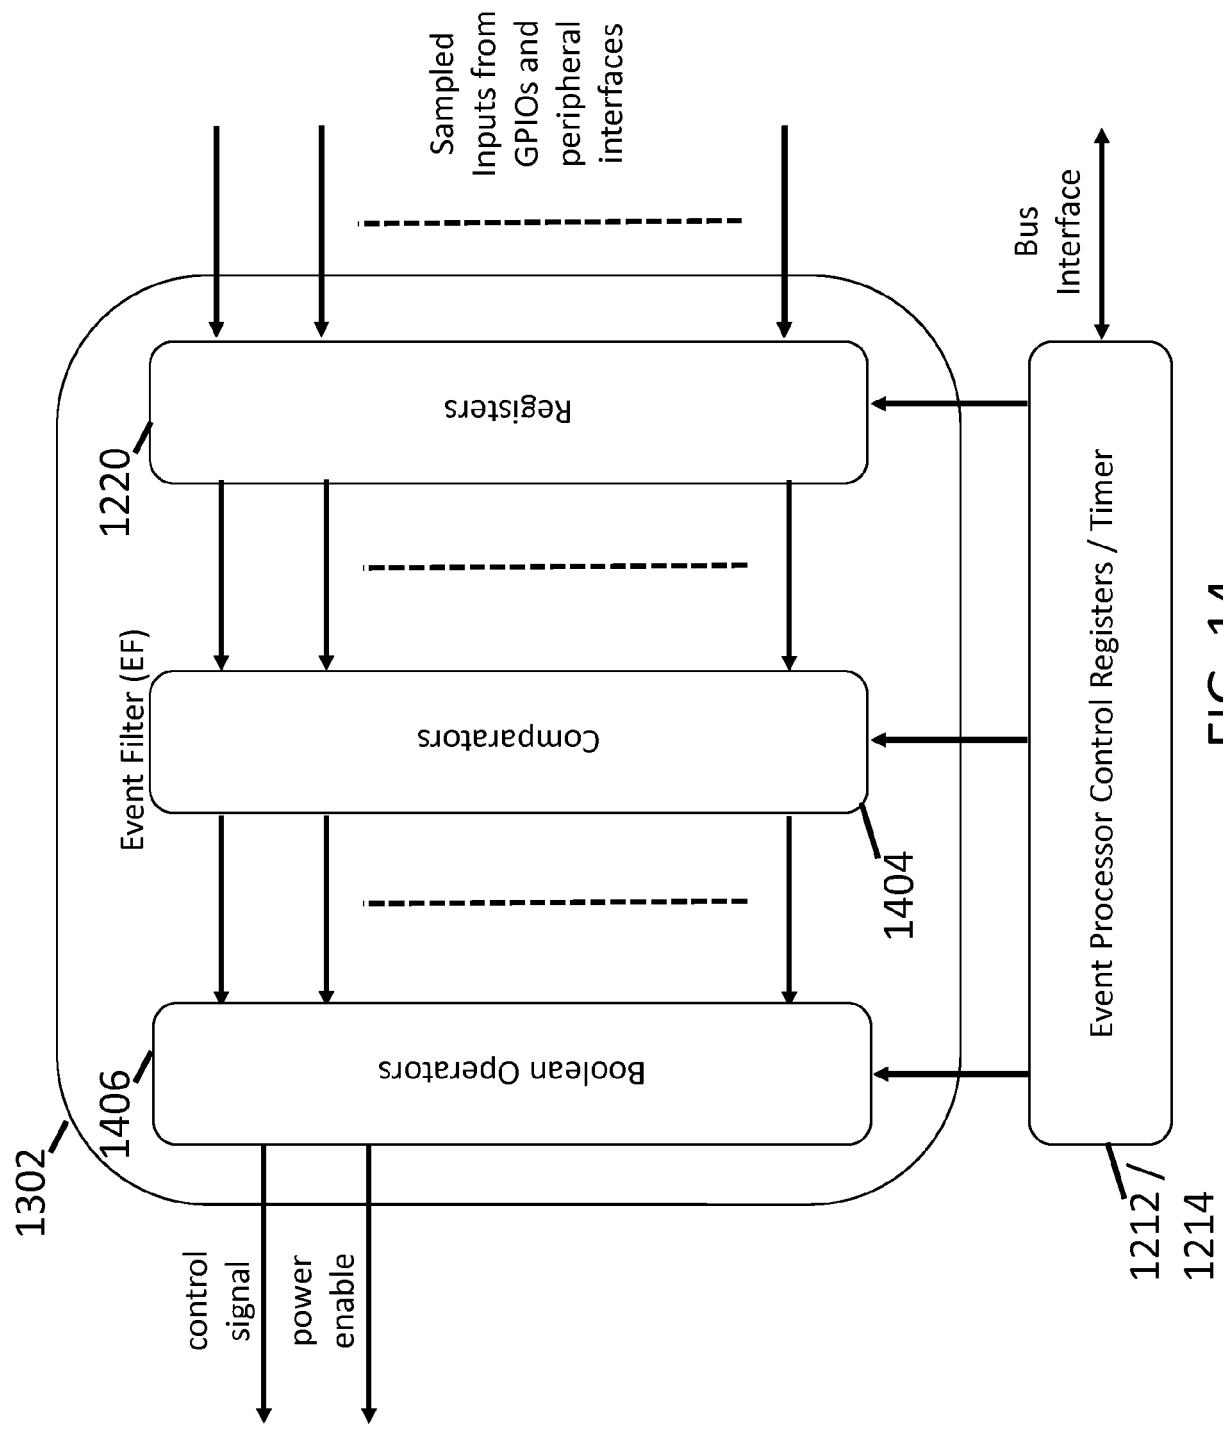 1302
1406
1220
Event Filter (EF)
control
signal
power
enable
Boolean Operators
Comparators
Registers
Sampled
Inputs from
GPIOs and
peripheral
interfaces
1404
Bus
Interface
Event Processor Control Registers / Timer
1212 /
1214
FIG. 14